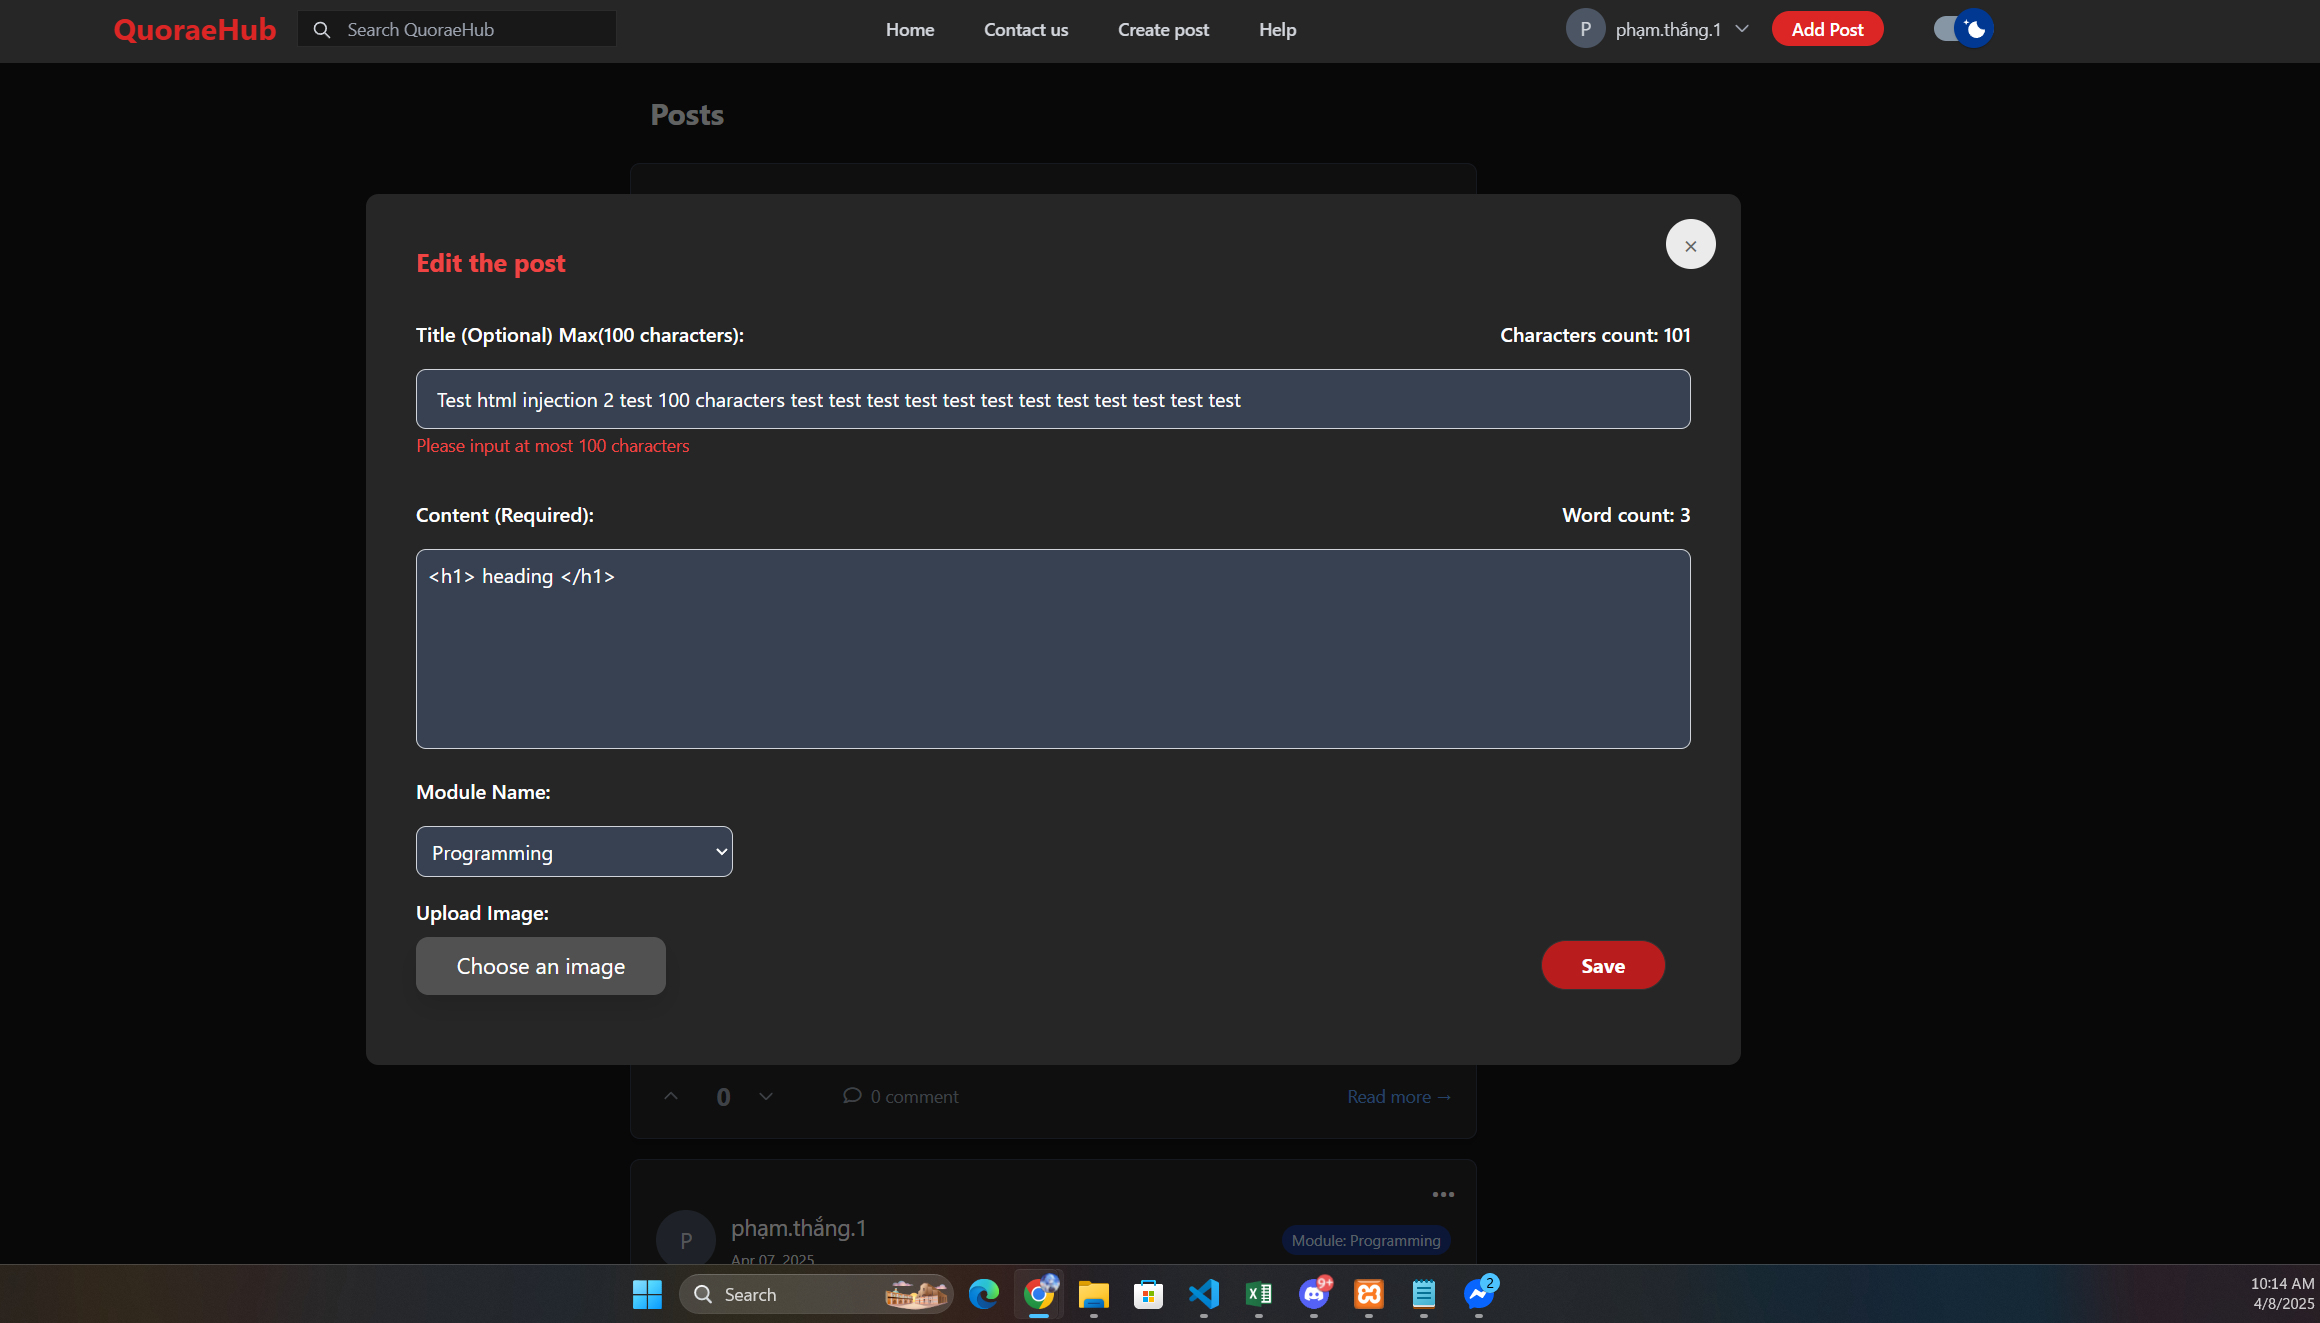 QuoraeHub
Search QuoraeHub
Home
Contact us
Create post
Help
P
phạm.thắng.1
Add Post
Posts
Edit the post
×
Title (Optional) Max(100 characters):
Characters count: 101
Test html injection 2 test 100 characters test test test test test test test test test test test test
Please input at most 100 characters
Content (Required):
Word count: 3
<h1> heading </h1>
Module Name:
Programming
Upload Image:
Choose an image
Save
0
0 comment
Read more →
P
phạm.thắng.1
Module: Programming
Apr 07, 2025
Search
9+
2
10:14 AM
4/8/2025